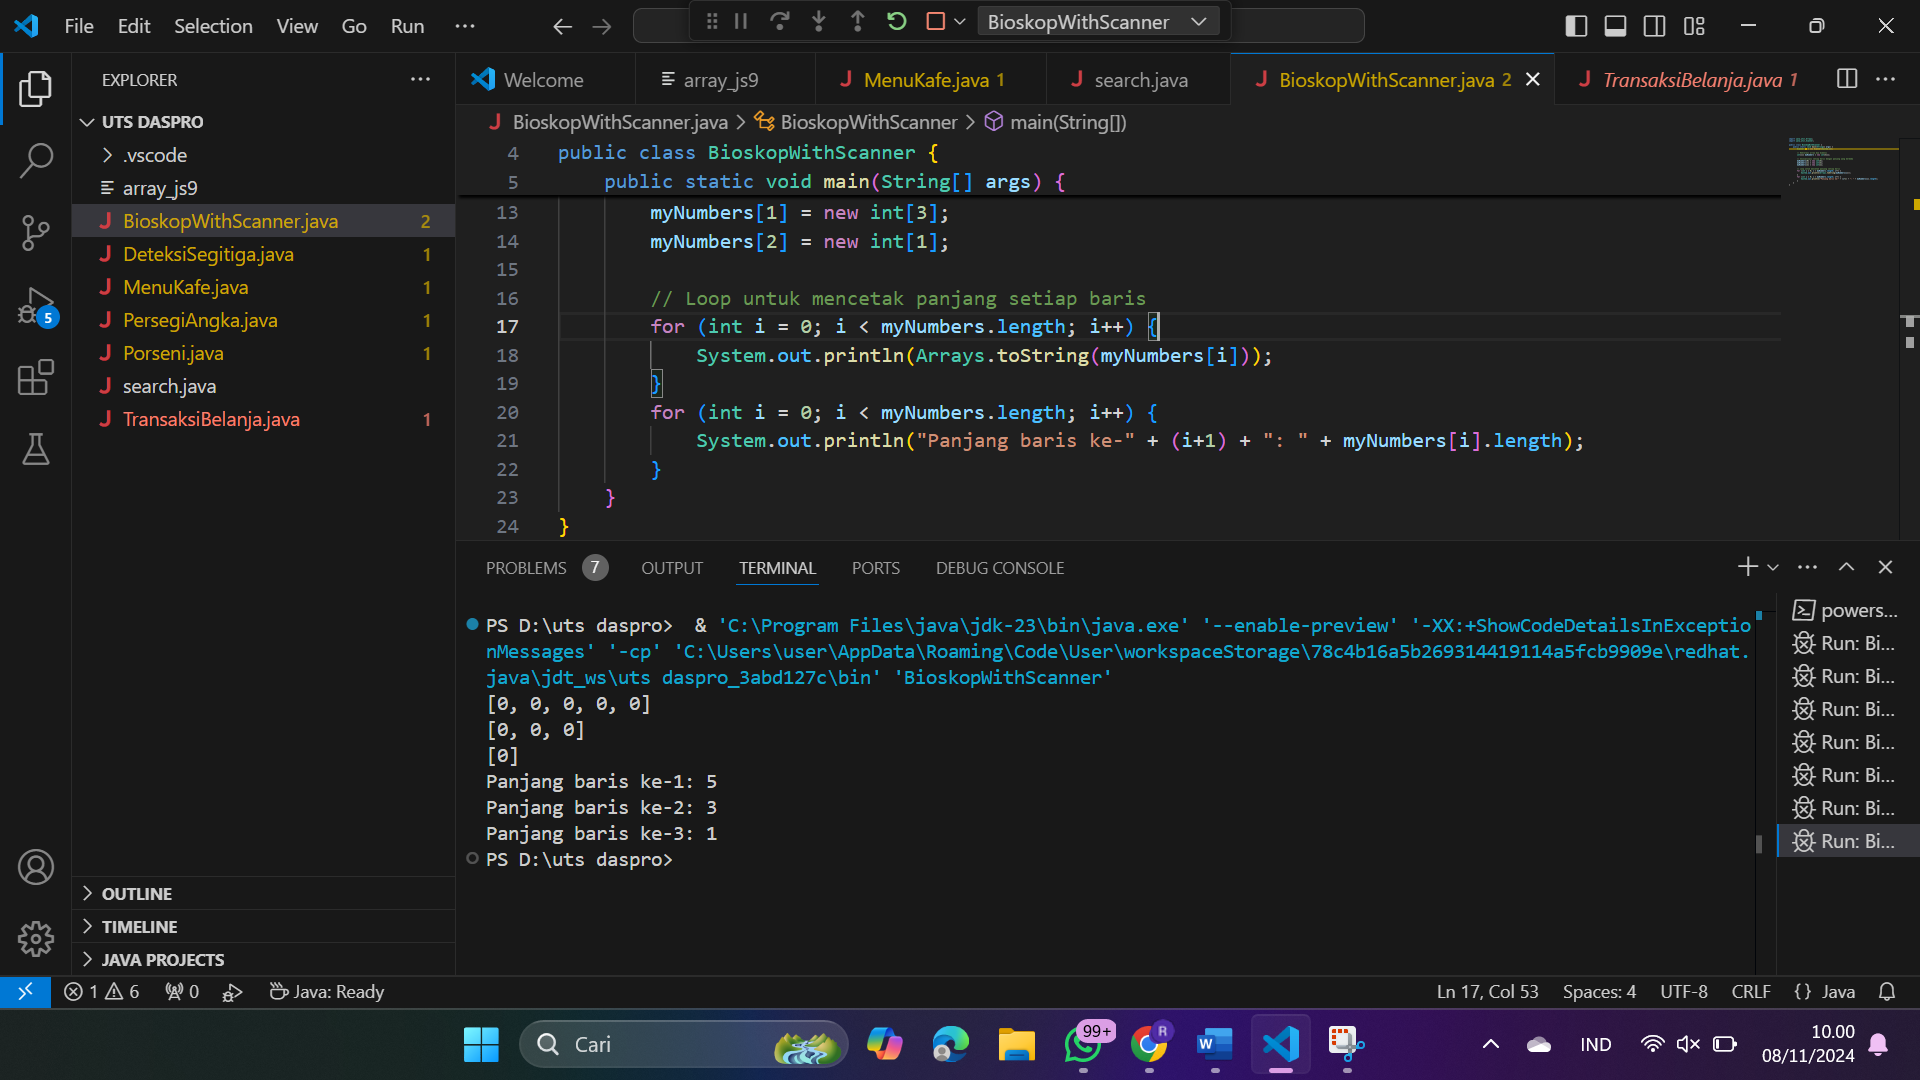 File Edit Selection View Go Run ··· BioskopWithScanner
EXPLORER ···
UTS DASPRO
.vscode
array_js9
BioskopWithScanner.java 2
DeteksiSegitiga.java 1
MenuKafe.java 1
PersegiAngka.java 1
Porseni.java 1
search.java
TransaksiBelanja.java 1
OUTLINE
TIMELINE
JAVA PROJECTS
Welcome array_js9 MenuKafe.java 1 search.java BioskopWithScanner.java 2 TransaksiBelanja.java 1 ···
BioskopWithScanner.java > BioskopWithScanner > main(String[])
4 public class BioskopWithScanner {
5 public static void main(String[] args) {
13 myNumbers[1] = new int[3];
14 myNumbers[2] = new int[1];
15
16 // Loop untuk mencetak panjang setiap baris
17 for (int i = 0; i < myNumbers.length; i++) {
18 System.out.println(Arrays.toString(myNumbers[i]));
19 }
20 for (int i = 0; i < myNumbers.length; i++) {
21 System.out.println("Panjang baris ke-" + (i+1) + ": " + myNumbers[i].length);
22 }
23 }
24 }
PROBLEMS 7 OUTPUT TERMINAL PORTS DEBUG CONSOLE
PS D:\uts daspro> & 'C:\Program Files\java\jdk-23\bin\java.exe' '--enable-preview' '-XX:+ShowCodeDetailsInExceptio
nMessages' '-cp' 'C:\Users\user\AppData\Roaming\Code\User\workspaceStorage\78c4b16a5b269314419114a5fcb9909e\redhat.
java\jdt_ws\uts daspro_3abd127c\bin' 'BioskopWithScanner'
[0, 0, 0, 0, 0]
[0, 0, 0]
[0]
Panjang baris ke-1: 5
Panjang baris ke-2: 3
Panjang baris ke-3: 1
PS D:\uts daspro>
powers...
Run: Bi...
Run: Bi...
Run: Bi...
Run: Bi...
Run: Bi...
Run: Bi...
Run: Bi...
5
1 6 0 Java: Ready Ln 17, Col 53 Spaces: 4 UTF-8 CRLF {} Java
Cari 99+ R W IND 10.00
08/11/2024